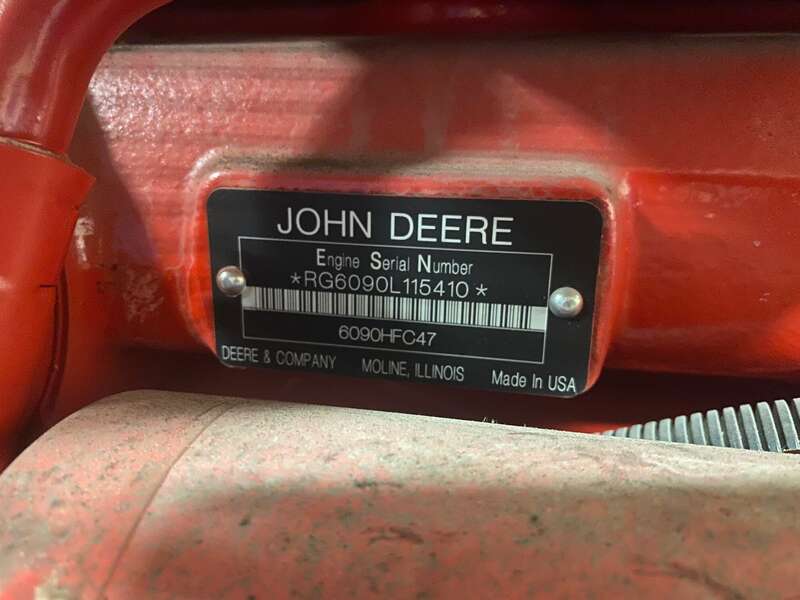 JOHN DEERE
Engine Serial Number
*RG6090L115410*
6090HFC47
DEERE & COMPANY MOLINE, ILLINOIS Made In USA